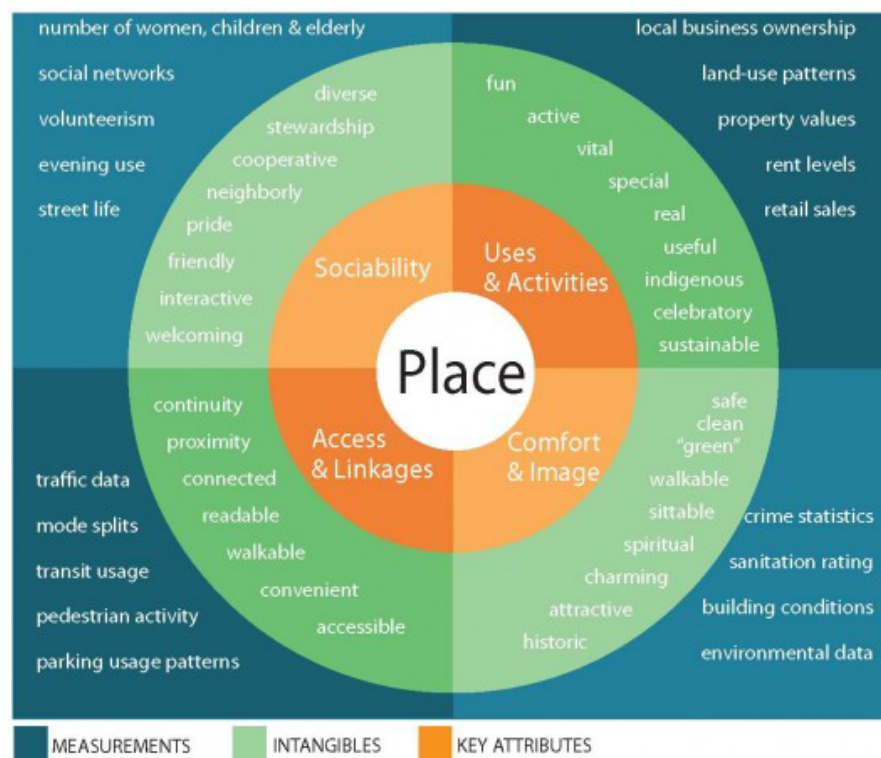 number of women, children & elderly
social networks
volunteerism
evening use
street life
diverse
stewardship
cooperative
neighborly
pride
friendly
interactive
welcoming
Sociability
local business ownership
land-use patterns
property values
rent levels
retail sales
fun
active
vital
special
real
useful
indigenous
celebratory
sustainable
Uses
& Activities
Place
traffic data
mode splits
transit usage
pedestrian activity
parking usage patterns
continuity
proximity
connected
readable
walkable
convenient
accessible
Access
& Linkages
Comfort
& Image
safe
clean
"green"
walkable
sittable
spiritual
charming
attractive
historic
crime statistics
sanitation rating
building conditions
environmental data
MEASUREMENTS
INTANGIBLES
KEY ATTRIBUTES